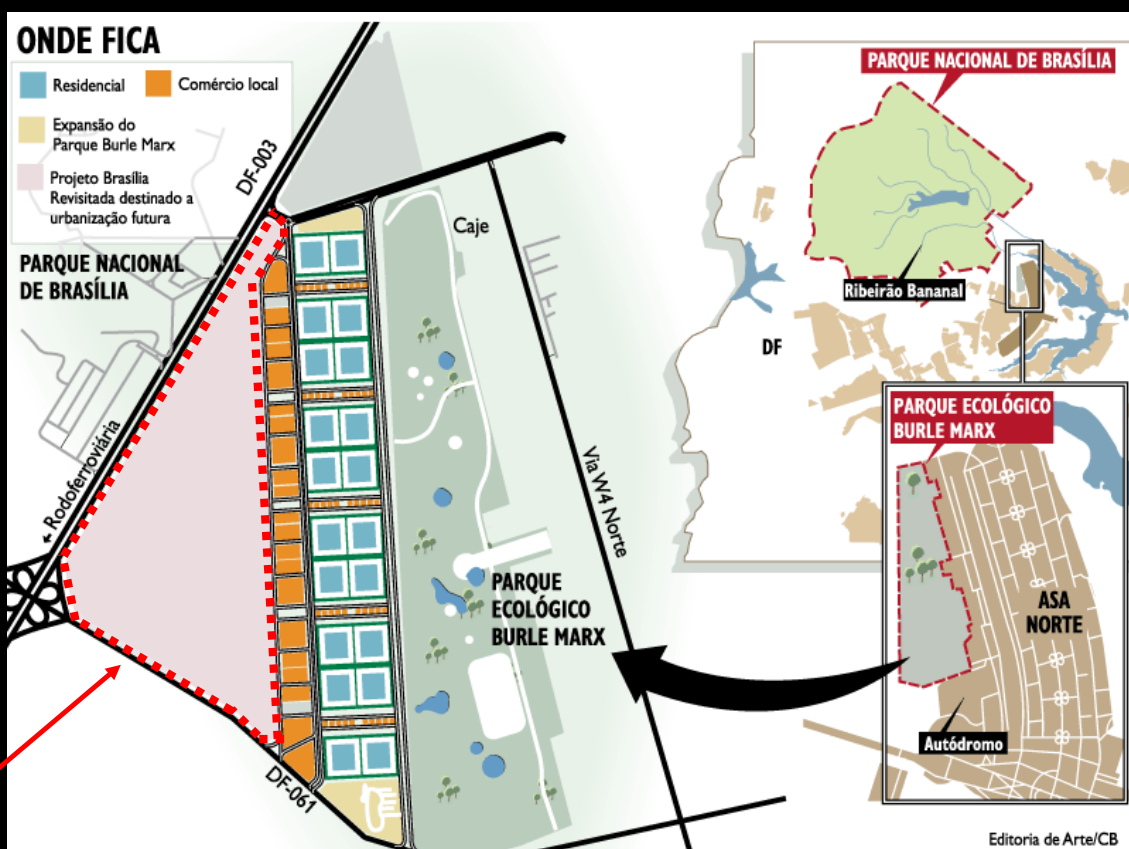 ONDE FICA
Residencial
Comércio local
Expansão do
Parque Burle Marx
Projeto Brasília
Revisitada destinado a
urbanização futura
DF-003
PARQUE NACIONAL
DE BRASÍLIA
Rodoferroviária
DF-061
Caje
Via W4 Norte
PARQUE
ECOLÓGICO
BURLE MARX
PARQUE NACIONAL DE BRASÍLIA
Ribeirão Bananal
DF
PARQUE ECOLÓGICO
BURLE MARX
ASA
NORTE
Autódromo
Editoria de Arte/CB